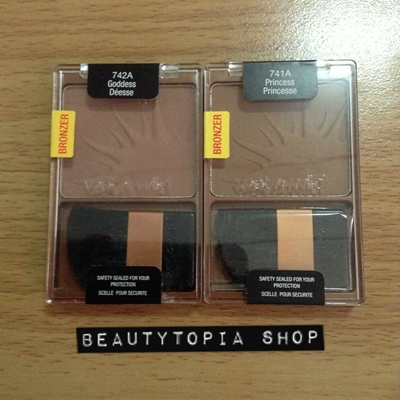 742A
Goddess
Déesse
BRONZER
wet n wild
SAFETY SEALED FOR YOUR
PROTECTION
SCELLE POUR SECURITE
741A
Princess
Princesse
BRONZER
wet n wild
SAFETY SEALED FOR YOUR
PROTECTION
SCELLE POUR SECURITE
BEAUTYTOPIA SHOP